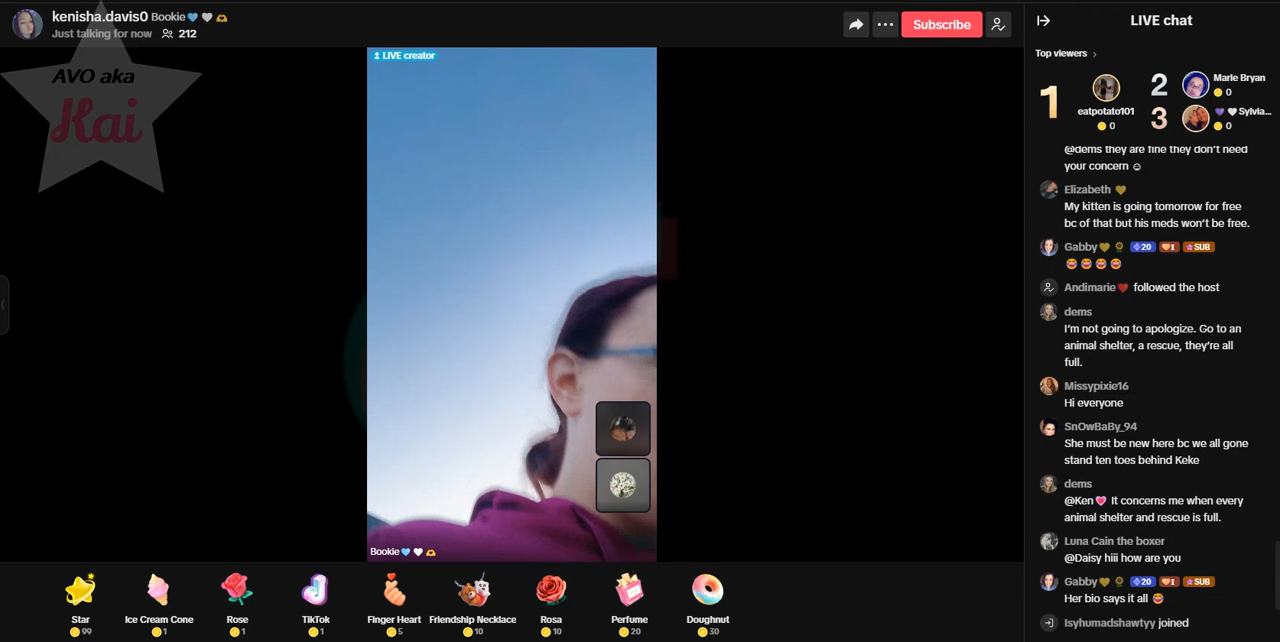 kenisha.davis0 Bookie🩵🤍🫶
Just talking for now 212
Subscribe
LIVE chat
AVO aka
Kai
LIVE creator
Bookie🩵🤍🫶
Top viewers
1
eatpotato101
0
2
Marie Bryan
0
3
💜🤍Sylvia...
0
@dems they are fine they don't need
your concern ☺
Elizabeth 🤎
My kitten is going tomorrow for free
bc of that but his meds won't be free.
Gabby🤎🌻 20 1 SUB
😂😂😂😂
Andimarie❤️ followed the host
dems
I'm not going to apologize. Go to an
animal shelter, a rescue, they're all
full.
Missypixie16
Hi everyone
SnOwBaBy_94
She must be new here bc we all gone
stand ten toes behind Keke
dems
@Ken💗 It concerns me when every
animal shelter and rescue is full.
Luna Cain the boxer
@Daisy hiii how are you
Gabby🤎🌻 20 1 SUB
Her bio says it all 😂
lsyhumadshawtyy joined
Star
99
Ice Cream Cone
1
Rose
1
TikTok
1
Finger Heart
5
Friendship Necklace
10
Rosa
10
Perfume
20
Doughnut
30